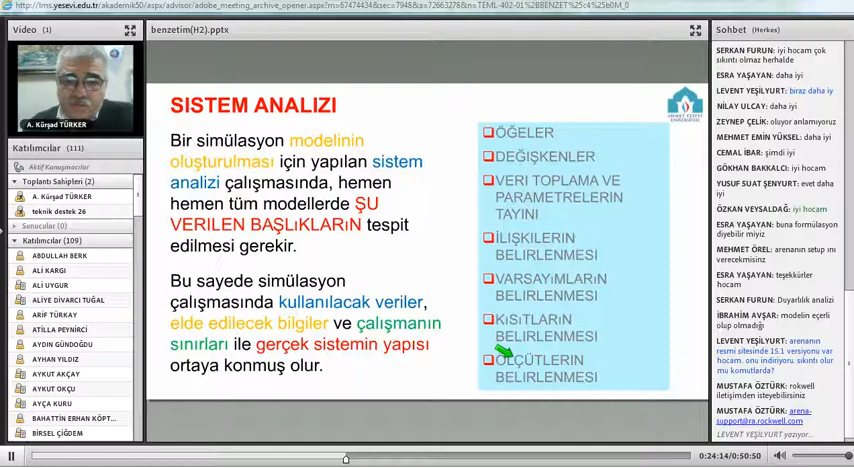 http://lms.yesevi.edu.tr/akademik50/aspx/advisor/adobe_meeting_archive_opener.aspx?m=67474434&sec=7948&ta=72663278&n=TEML-402-01%2BBENZET%25c4%25b0M_0
Video (1)
A. Kürşad TÜRKER
Katılımcılar (111)
Aktif Konuşmacılar
Toplantı Sahipleri (2)
A. Kürşad TÜRKER
teknik destek 26
Sunucular (0)
Katılımcılar (109)
ABDULLAH BERK
ALİ KARGI
ALİ UYGUR
ALİYE DİVARCI TUĞAL
ARİF TÜRKAY
ATİLLA PEYNİRCİ
AYDIN GÜNDOĞDU
AYHAN YILDIZ
AYKUT AKÇAY
AYKUT OKÇU
AYÇA KURU
BAHATTİN ERHAN KÖPT...
BİRSEL ÇİĞDEM
benzetim(H2).pptx
SISTEM ANALIZI
Bir simülasyon modelinin
oluşturulması için yapılan sistem
analizi çalışmasında, hemen
hemen tüm modellerde ŞU
VERILEN BAŞLıKLARıN tespit
edilmesi gerekir.
Bu sayede simülasyon
çalışmasında kullanılacak veriler,
elde edilecek bilgiler ve çalışmanın
sınırları ile gerçek sistemin yapısı
ortaya konmuş olur.
AHMET YESEVİ
ÜNİVERSİTESİ
ÖĞELER
DEĞIŞKENLER
VERI TOPLAMA VE
PARAMETRELERIN
TAYINI
ILIŞKILERIN
BELIRLENMESI
VARSAYıMLARıN
BELIRLENMESI
KıSıTLARıN
BELIRLENMESI
ÖLÇÜTLERIN
BELIRLENMESI
Sohbet (Herkes)
SERKAN FURUN: iyi hocam çok
sıkıntı olmaz herhalde
ESRA YAŞAYAN: daha iyi
LEVENT YEŞİLYURT: biraz daha iy
NİLAY ULCAY: daha iyi
ZEYNEP ÇELİK: oluyor anlamıyoruz
MEHMET EMİN YÜKSEL: daha iyi
CEMAL İBAR: şimdi iyi
GÖKHAN BAKKALCI: iyi hocam
YUSUF SUAT ŞENYURT: evet daha
iyi
ÖZKAN VEYSALDAĞ: iyi hocam
ESRA YAŞAYAN: buna formülasyon
diyebilir miyiz
MEHMET ÖREL: arenanın setup ını
verecekmisiniz
ESRA YAŞAYAN: teşekkürler
hocam
SERKAN FURUN: Duyarlılık analizi
İBRAHİM AVŞAR: modelin eçerli
olup olmadığı
LEVENT YEŞİLYURT: arenanın
resmi sitesinde 15.1 versiyonu var
hocam. onu indiriyoru. sıkıntı olur
mu komutlarda?
MUSTAFA ÖZTÜRK: rokwell
iletişimden isteyebilirsiniz
MUSTAFA ÖZTÜRK: arena-
support@ra.rockwell.com
LEVENT YEŞİLYURT yazıyor...
0:24:14/0:50:50